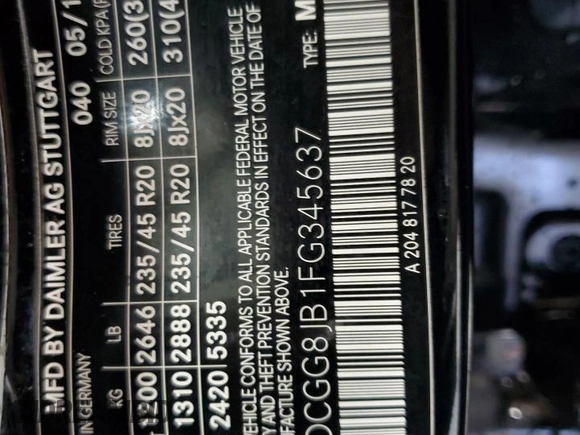 MFD BY DAIMLER AG STUTTGART
IN GERMANY 040 05/1
KG LB TIRES RIM SIZE COLD KPA
1200 2646 235/45 R20 8Jx20 260(3
1310 2888 235/45 R20 8Jx20 310(4
2420 5335
VEHICLE CONFORMS TO ALL APPLICABLE FEDERAL MOTOR VEHICLE
Y AND THEFT PREVENTION STANDARDS IN EFFECT ON THE DATE OF
FACTURE SHOWN ABOVE. TYPE: M
DCGG8JB1FG345637
A 204 817 78 20